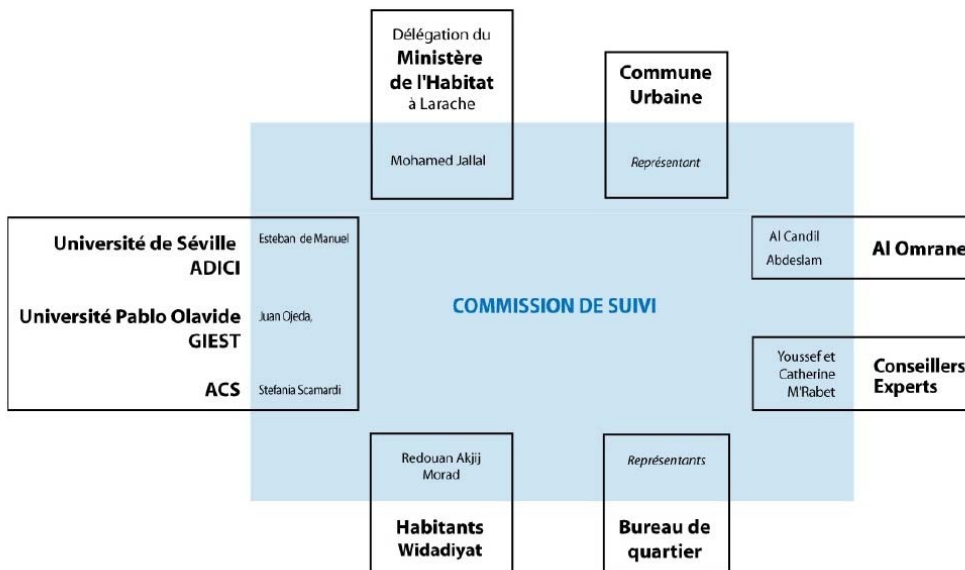 Délégation du
Ministère
de l'Habitat
à Larache
Mohamed Jallal
Commune
Urbaine
Représentant
Université de Séville
ADICI
Esteban de Manuel
Université Pablo Olavide
GIEST
Juan Ojeda,
ACS
Stefania Scamardi
COMMISSION DE SUIVI
Al Candil
Abdeslam
Al Omrane
Youssef et
Catherine
M'Rabet
Conseillers
Experts
Redouan Akjij
Morad
Habitants
Widadiyat
Représentants
Bureau de
quartier